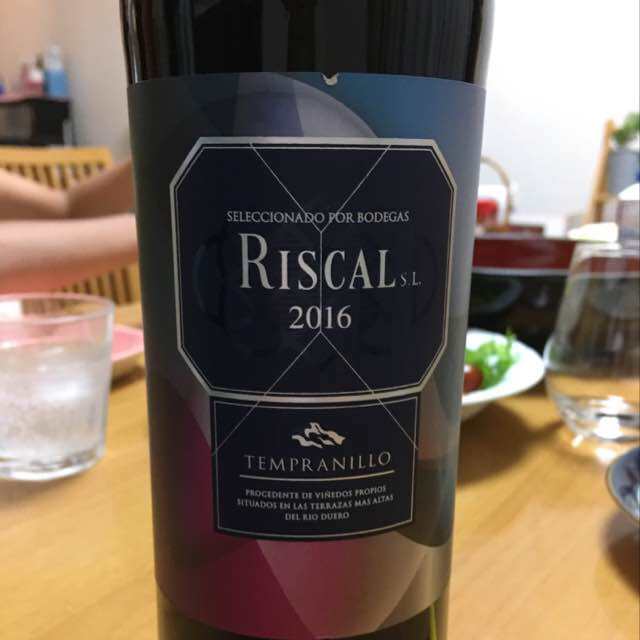 SELECCIONADO POR BODEGAS
RISCAL S.L.
2016
TEMPRANILLO
PROCEDENTE DE VIÑEDOS PROPIOS
SITUADOS EN LAS TERRAZAS MAS ALTAS
DEL RIO DUERO